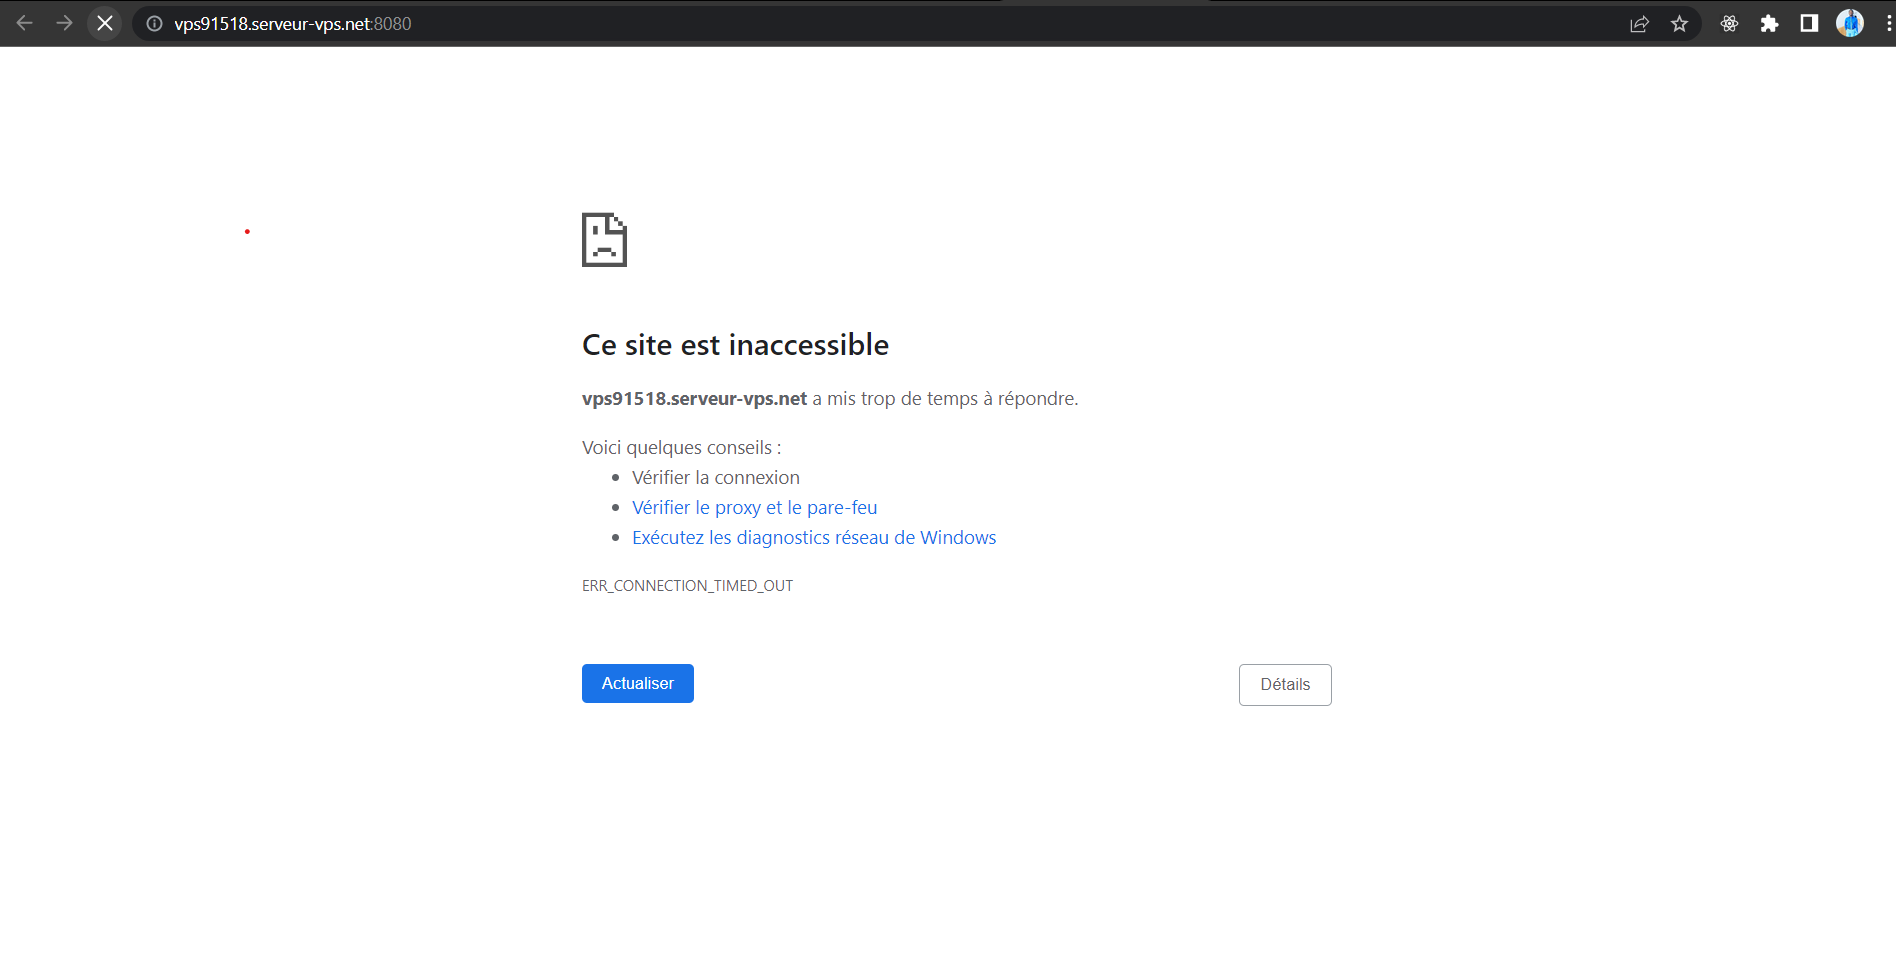 vps91518.serveur-vps.net:8080
Ce site est inaccessible
vps91518.serveur-vps.net a mis trop de temps à répondre.
Voici quelques conseils :
Vérifier la connexion
Vérifier le proxy et le pare-feu
Exécutez les diagnostics réseau de Windows
ERR_CONNECTION_TIMED_OUT
Actualiser
Détails